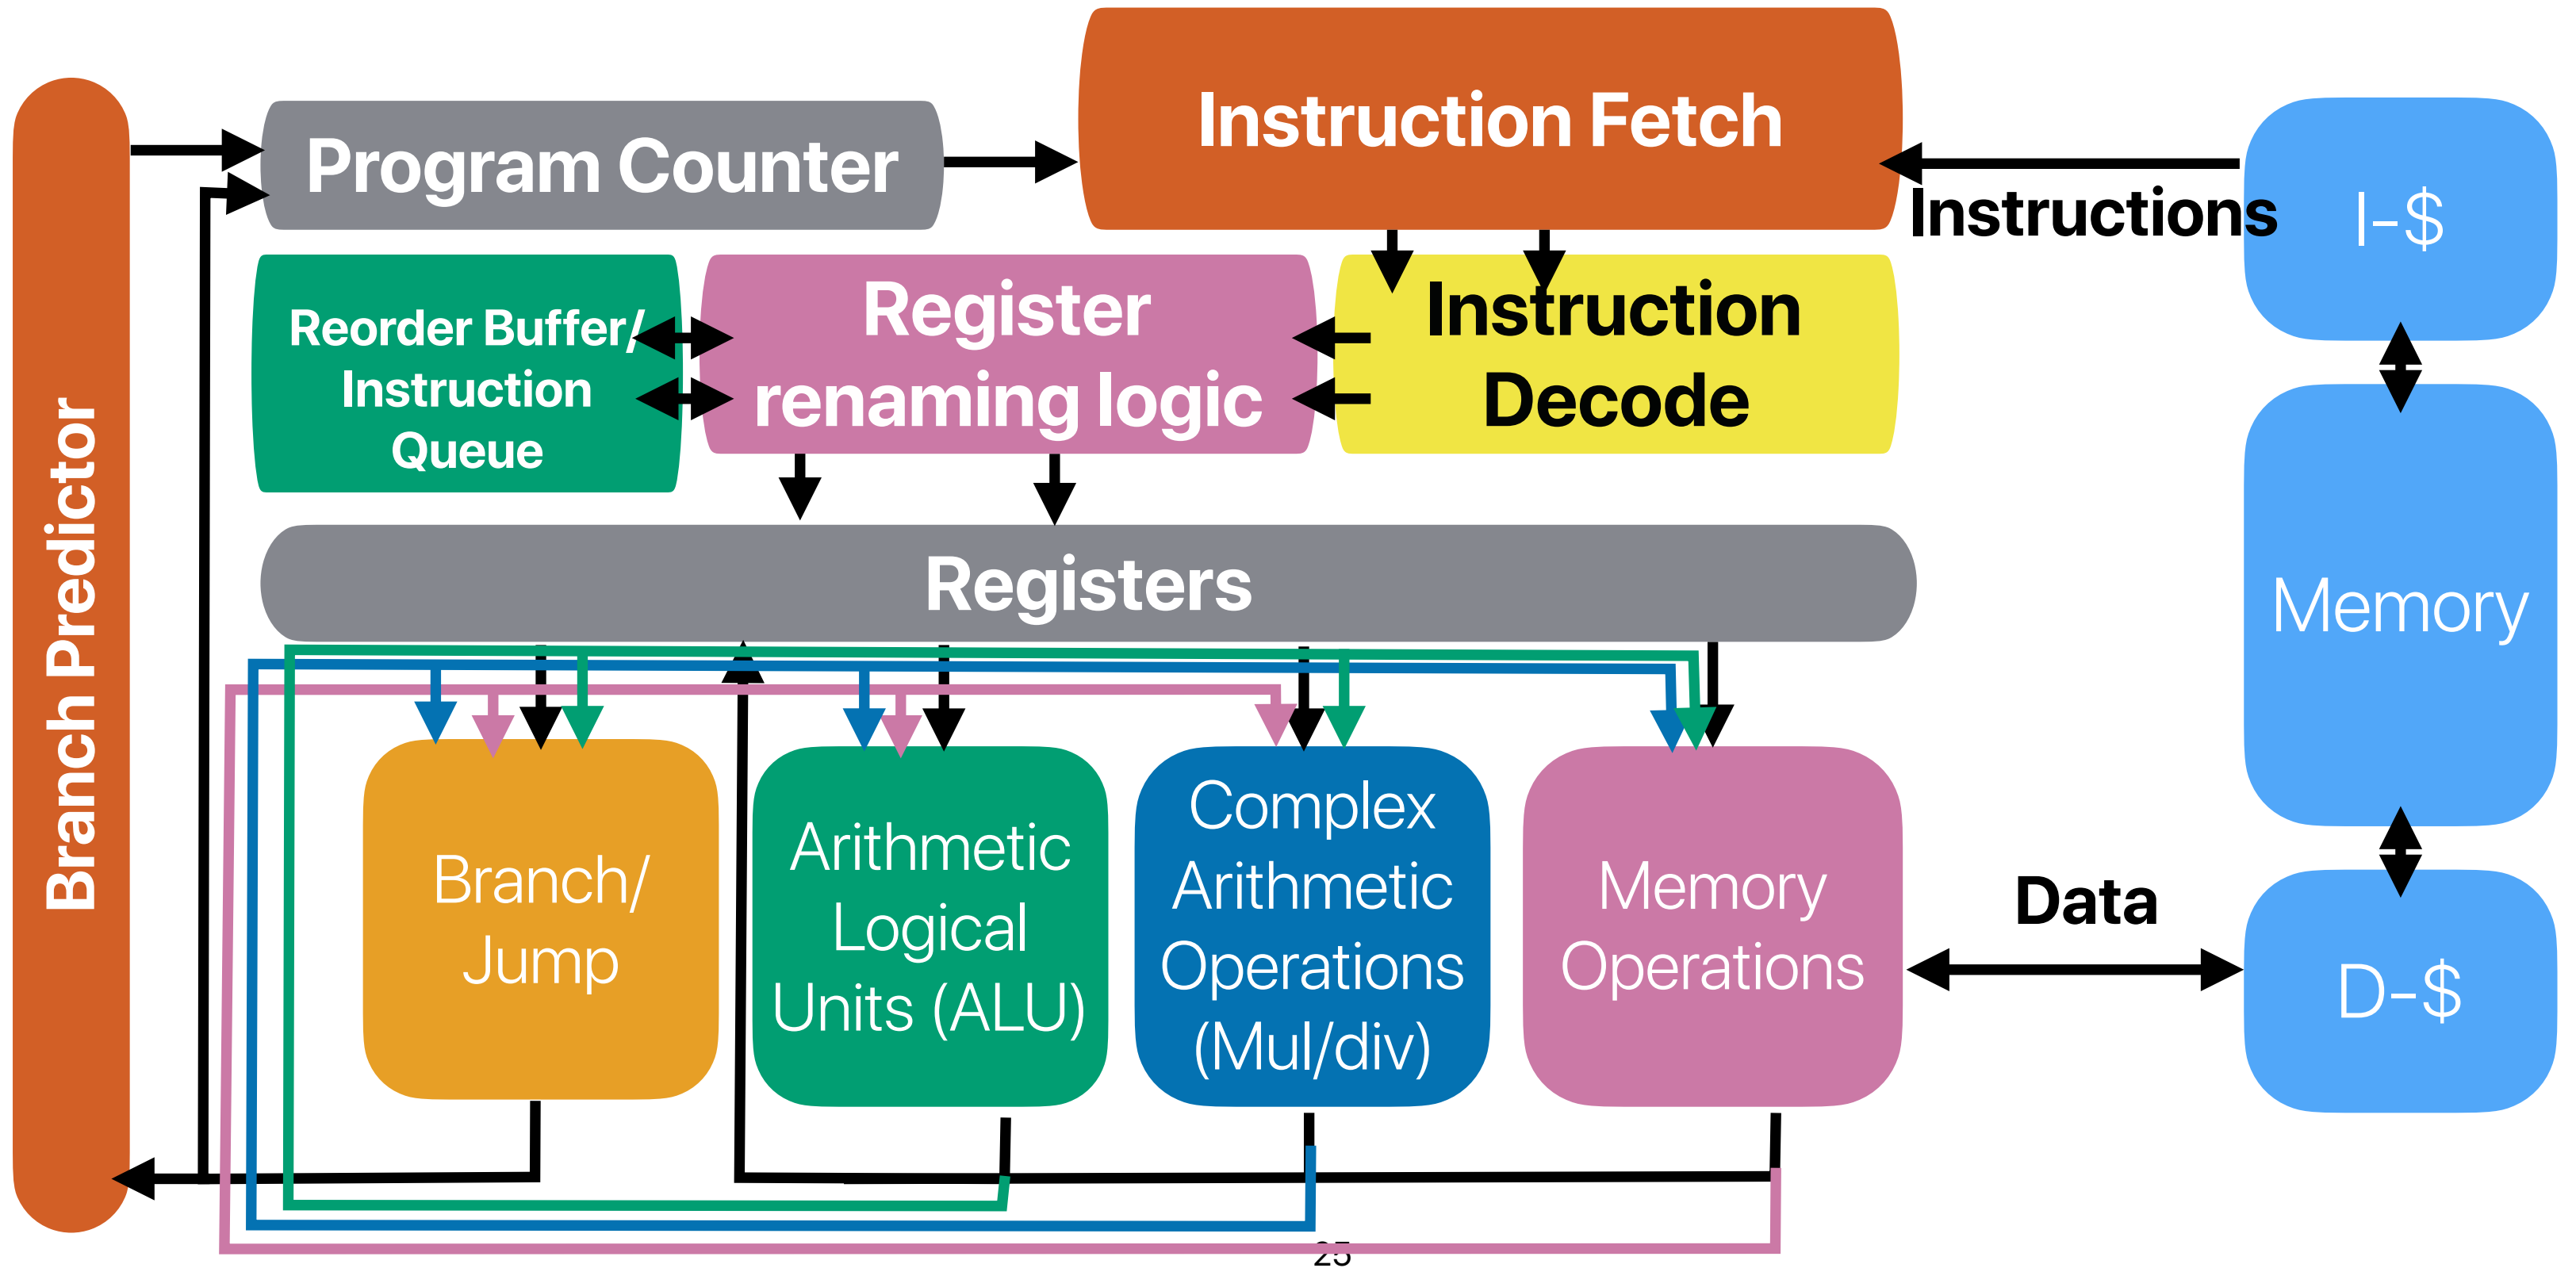 Branch Predictor
Program Counter
Instruction Fetch
Instructions
I-$
Reorder Buffer/
Instruction
Queue
Register
renaming logic
Instruction
Decode
Registers
Memory
Branch/
Jump
Arithmetic
Logical
Units (ALU)
Complex
Arithmetic
Operations
(Mul/div)
Memory
Operations
Data
D-$
25